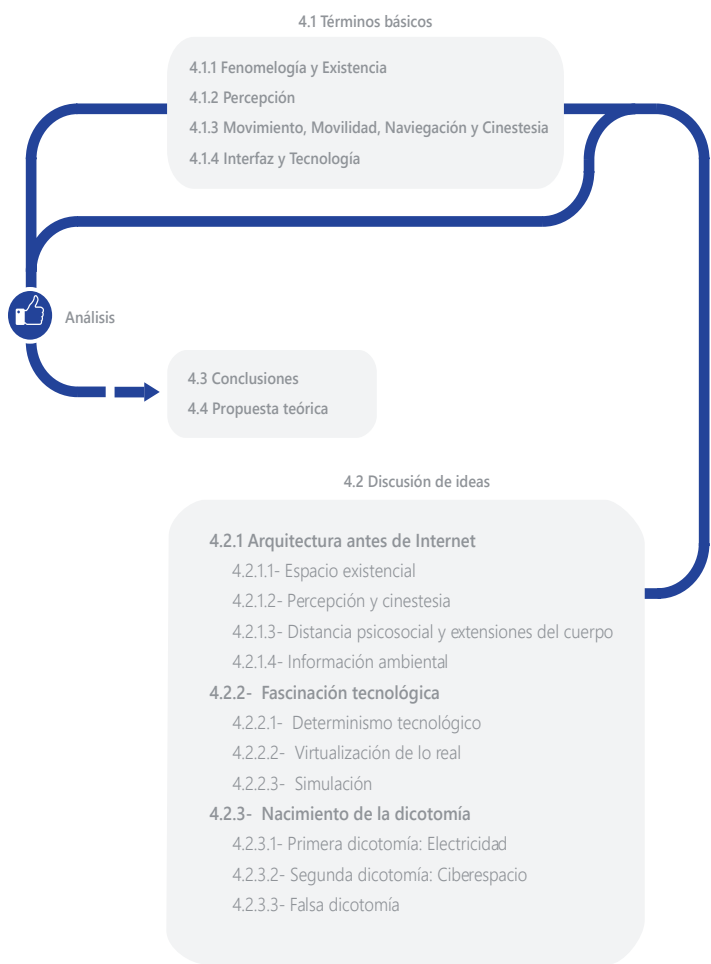 4.1 Términos básicos
4.1.1 Fenomelogía y Existencia
4.1.2 Percepción
4.1.3 Movimiento, Movilidad, Naviegación y Cinestesia
4.1.4 Interfaz y Tecnología
Análisis
4.3 Conclusiones
4.4 Propuesta teórica
4.2 Discusión de ideas
4.2.1 Arquitectura antes de Internet
4.2.1.1- Espacio existencial
4.2.1.2- Percepción y cinestesia
4.2.1.3- Distancia psicosocial y extensiones del cuerpo
4.2.1.4- Información ambiental
4.2.2- Fascinación tecnológica
4.2.2.1- Determinismo tecnológico
4.2.2.2- Virtualización de lo real
4.2.2.3- Simulación
4.2.3- Nacimiento de la dicotomía
4.2.3.1- Primera dicotomía: Electricidad
4.2.3.2- Segunda dicotomía: Ciberespacio
4.2.3.3- Falsa dicotomía